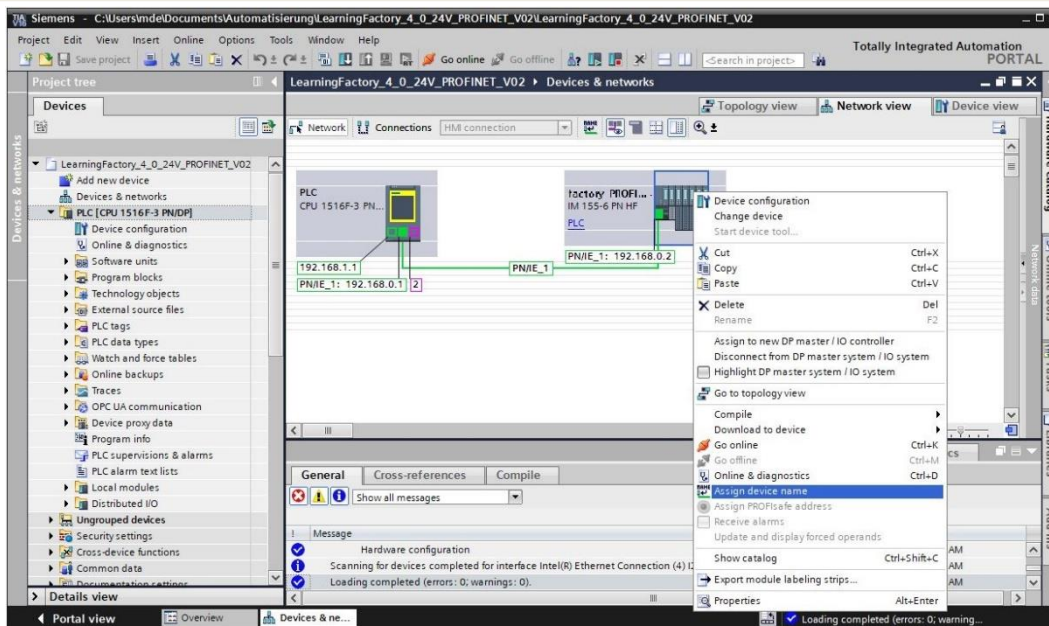 Siemens - C:\Users\mde\Documents\Automatisierung\LearningFactory_4_0_24V_PROFINET_V02\LearningFactory_4_0_24V_PROFINET_V02
Project Edit View Insert Online Options Tools Window Help
Totally Integrated Automation
PORTAL
Save project Go online Go offline <Search in project>
Project tree
LearningFactory_4_0_24V_PROFINET_V02 Devices & networks
Devices
Topology view Network view Device view
Network Connections HMI connection
Devices & networks
LearningFactory_4_0_24V_PROFINET_V02
Add new device
Devices & networks
PLC [CPU 1516F-3 PN/DP]
Device configuration
Online & diagnostics
Software units
Program blocks
Technology objects
External source files
PLC tags
PLC data types
Watch and force tables
Online backups
Traces
OPC UA communication
Device proxy data
Program info
PLC supervisions & alarms
PLC alarm text lists
Local modules
Distributed I/O
Ungrouped devices
Security settings
Cross-device functions
Common data
Documentation settings
Details view
PLC
CPU 1516F-3 PN...
192.168.1.1
PN/IE_1: 192.168.0.1 2
PN/IE_1
factory PROFI...
IM 155-6 PN HF
PLC
PN/IE_1: 192.168.0.2
Device configuration
Change device
Start device tool...
Cut Ctrl+X
Copy Ctrl+C
Paste Ctrl+V
Delete Del
Rename F2
Assign to new DP master / IO controller
Disconnect from DP master system / IO system
Highlight DP master system / IO system
Go to topology view
Compile
Download to device
Go online Ctrl+K
Go offline Ctrl+M
Online & diagnostics Ctrl+D
Assign device name
Assign PROFIsafe address
Receive alarms
Update and display forced operands
Show catalog Ctrl+Shift+C
Export module labeling strips...
Properties Alt+Enter
Network data
General Cross-references Compile
Show all messages
! Message
Hardware configuration AM
Scanning for devices completed for interface Intel(R) Ethernet Connection (4) AM
Loading completed (errors: 0; warnings: 0). AM
Portal view Overview Devices & ne... Loading completed (errors: 0; warning...